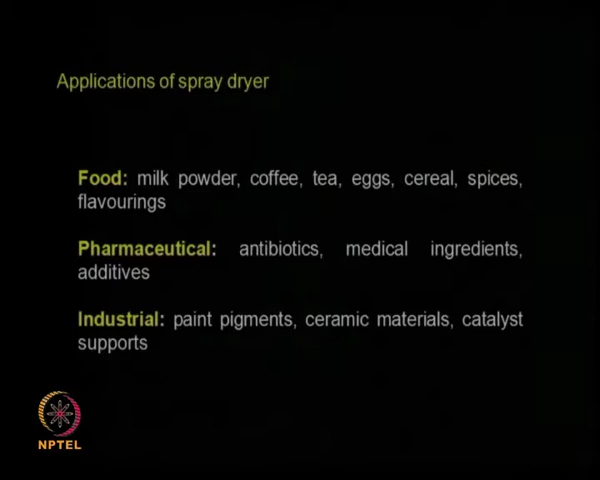 Applications of spray dryer
Food: milk powder, coffee, tea, eggs, cereal, spices,
flavourings
Pharmaceutical: antibiotics, medical ingredients,
additives
Industrial: paint pigments, ceramic materials, catalyst
supports
NPTEL